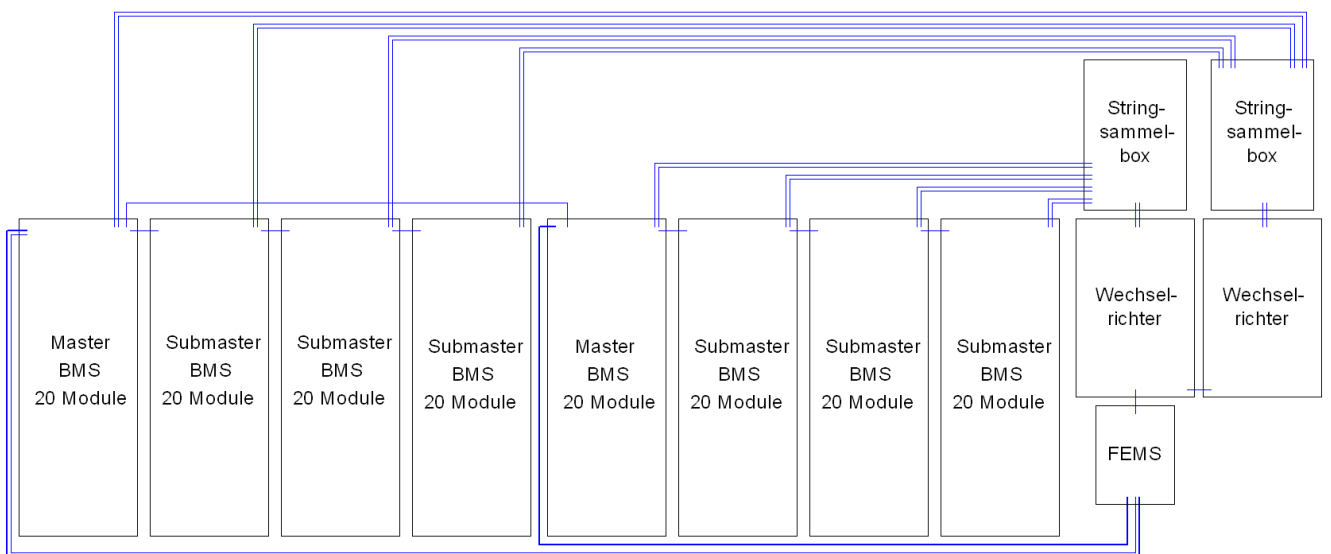 String-
sammel-
box
String-
sammel-
box
Wechsel-
richter
Wechsel-
richter
Master
BMS
20 Module
Submaster
BMS
20 Module
Submaster
BMS
20 Module
Submaster
BMS
20 Module
Master
BMS
20 Module
Submaster
BMS
20 Module
Submaster
BMS
20 Module
Submaster
BMS
20 Module
FEMS